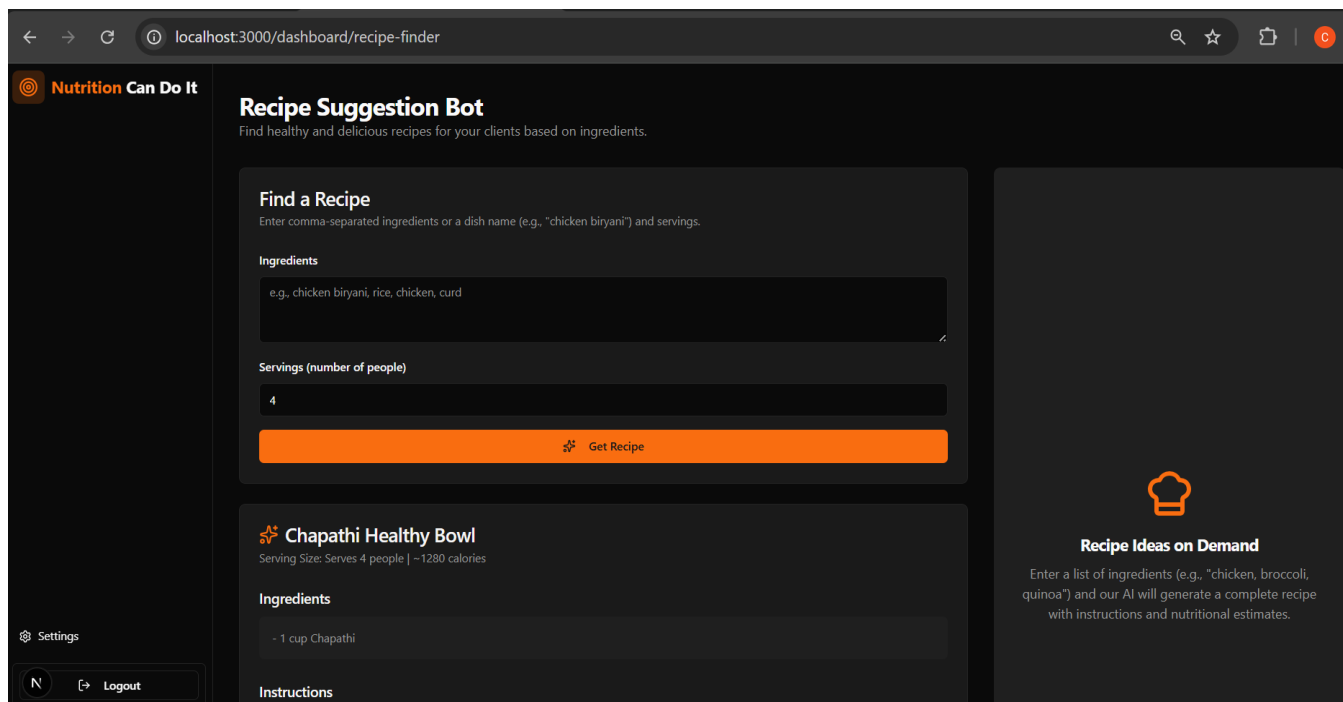 localhost:3000/dashboard/recipe-finder
C
Nutrition Can Do It
Recipe Suggestion Bot
Find healthy and delicious recipes for your clients based on ingredients.
Find a Recipe
Enter comma-separated ingredients or a dish name (e.g., "chicken biryani") and servings.
Ingredients
e.g., chicken biryani, rice, chicken, curd
Servings (number of people)
4
Get Recipe
Chapathi Healthy Bowl
Serving Size: Serves 4 people | ~1280 calories
Ingredients
- 1 cup Chapathi
Instructions
Recipe Ideas on Demand
Enter a list of ingredients (e.g., "chicken, broccoli,
quinoa") and our AI will generate a complete recipe
with instructions and nutritional estimates.
Settings
N
Logout